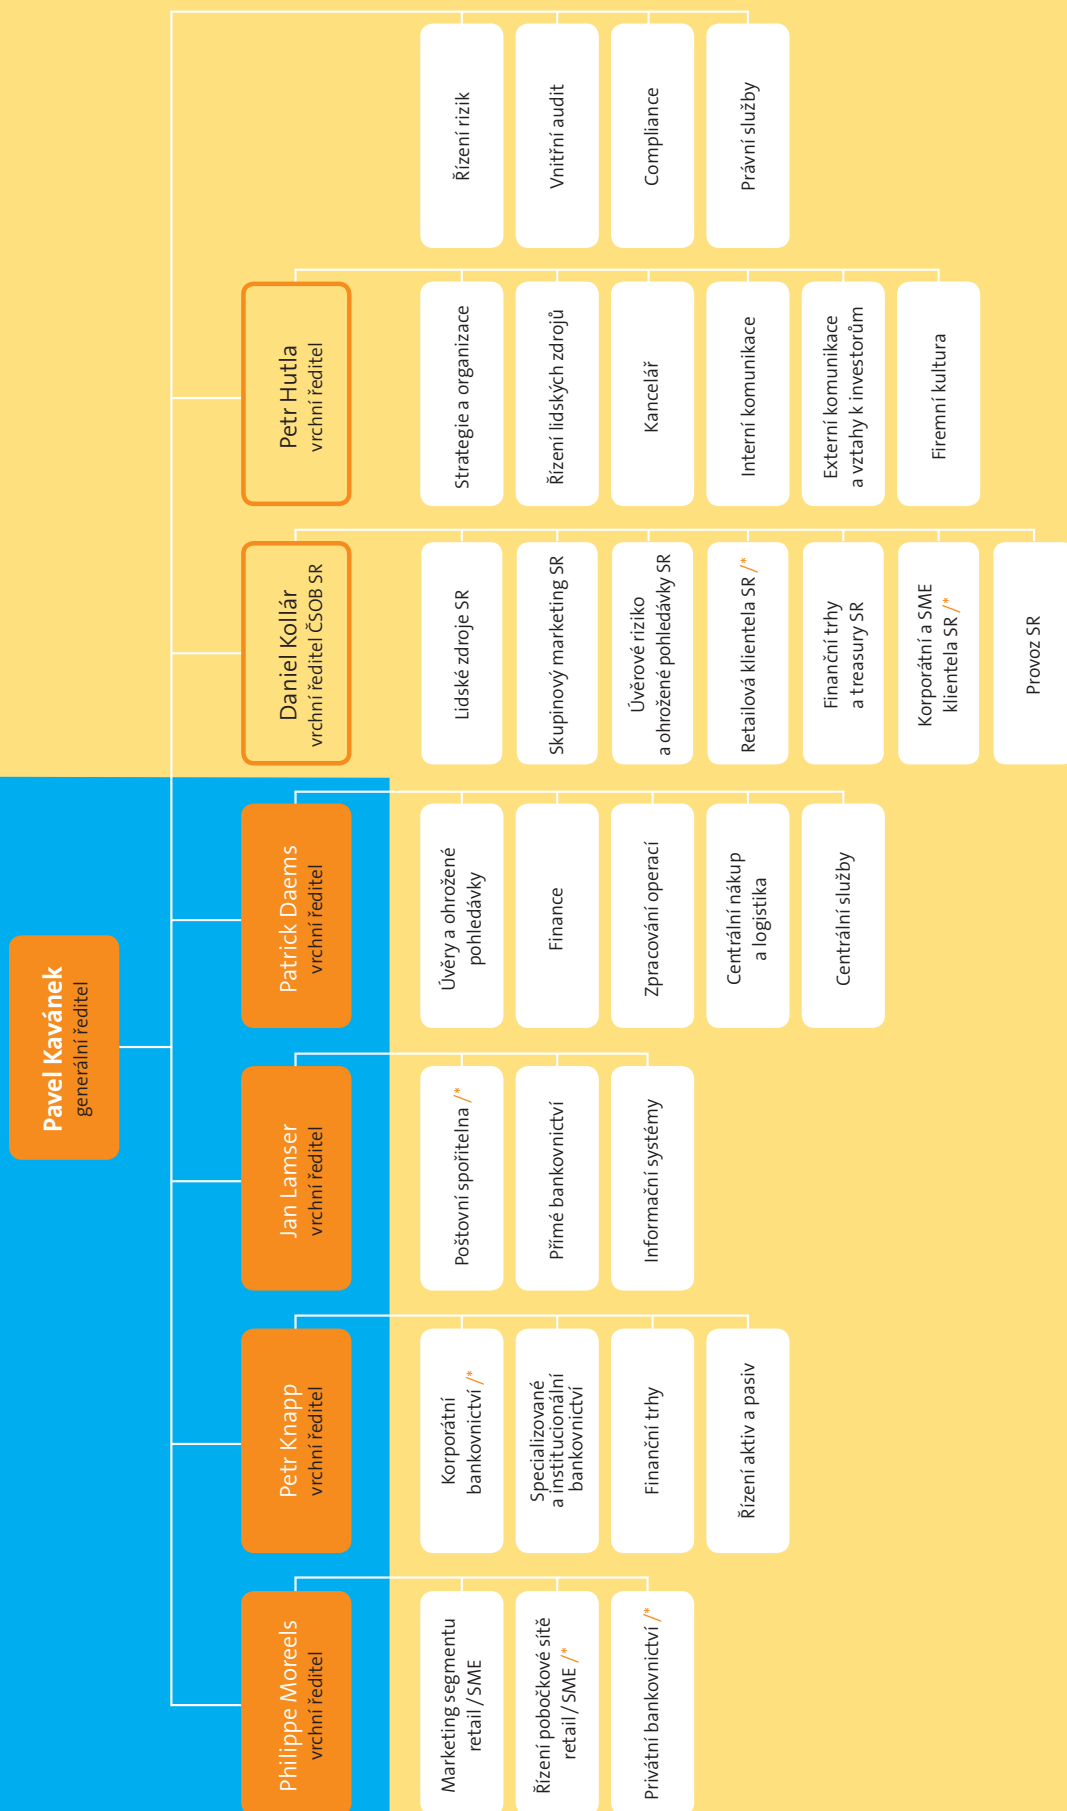 Pavel Kavánek
generální ředitel
Philippe Moreels
vrchní ředitel
Marketing segmentu
retail / SME
Řízení pobočkové sítě
retail / SME /*
Privátní bankovnictví /*
Petr Knapp
vrchní ředitel
Korporátní
bankovnictví /*
Specializované
a institucionální
bankovnictví
Finanční trhy
Řízení aktiv a pasiv
Jan Lamser
vrchní ředitel
Poštovní spořitelna /*
Přímé bankovnictví
Informační systémy
Patrick Daems
vrchní ředitel
Úvěry a ohrožené
pohledávky
Finance
Zpracování operací
Centrální nákup
a logistika
Centrální služby
Daniel Kollár
vrchní ředitel ČSOB SR
Lidské zdroje SR
Skupinový marketing SR
Úvěrové riziko
a ohrožené pohledávky SR
Retailová klientela SR /*
Finanční trhy
a treasury SR
Korporátní a SME
klientela SR /*
Provoz SR
Petr Hutla
vrchní ředitel
Strategie a organizace
Řízení lidských zdrojů
Kancelář
Interní komunikace
Externí komunikace
a vztahy k investorům
Firemní kultura
Řízení rizik
Vnitřní audit
Compliance
Právní služby